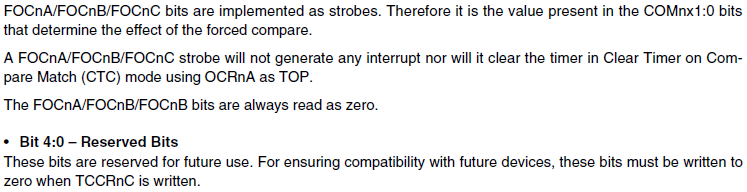 FOCnA/FOCnB/FOCnC bits are implemented as strobes. Therefore it is the value present in the COMnx1:0 bits
that determine the effect of the forced compare.
A FOCnA/FOCnB/FOCnC strobe will not generate any interrupt nor will it clear the timer in Clear Timer on Com-
pare Match (CTC) mode using OCRnA as TOP.
The FOCnA/FOCnB/FOCnB bits are always read as zero.
• Bit 4:0 – Reserved Bits
These bits are reserved for future use. For ensuring compatibility with future devices, these bits must be written to
zero when TCCRnC is written.